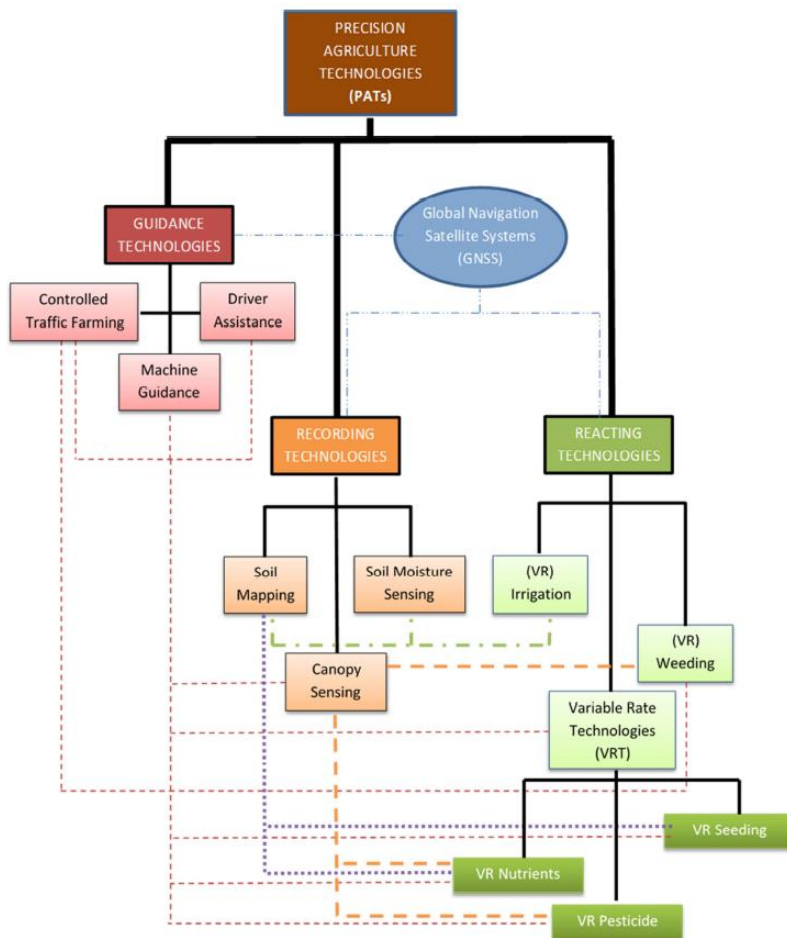 PRECISION
AGRICULTURE
TECHNOLOGIES
(PATs)
GUIDANCE
TECHNOLOGIES
Global Navigation
Satellite Systems
(GNSS)
Controlled
Traffic Farming
Driver
Assistance
Machine
Guidance
RECORDING
TECHNOLOGIES
REACTING
TECHNOLOGIES
Soil
Mapping
Soil Moisture
Sensing
(VR)
Irrigation
(VR)
Weeding
Canopy
Sensing
Variable Rate
Technologies
(VRT)
VR Seeding
VR Nutrients
VR Pesticide